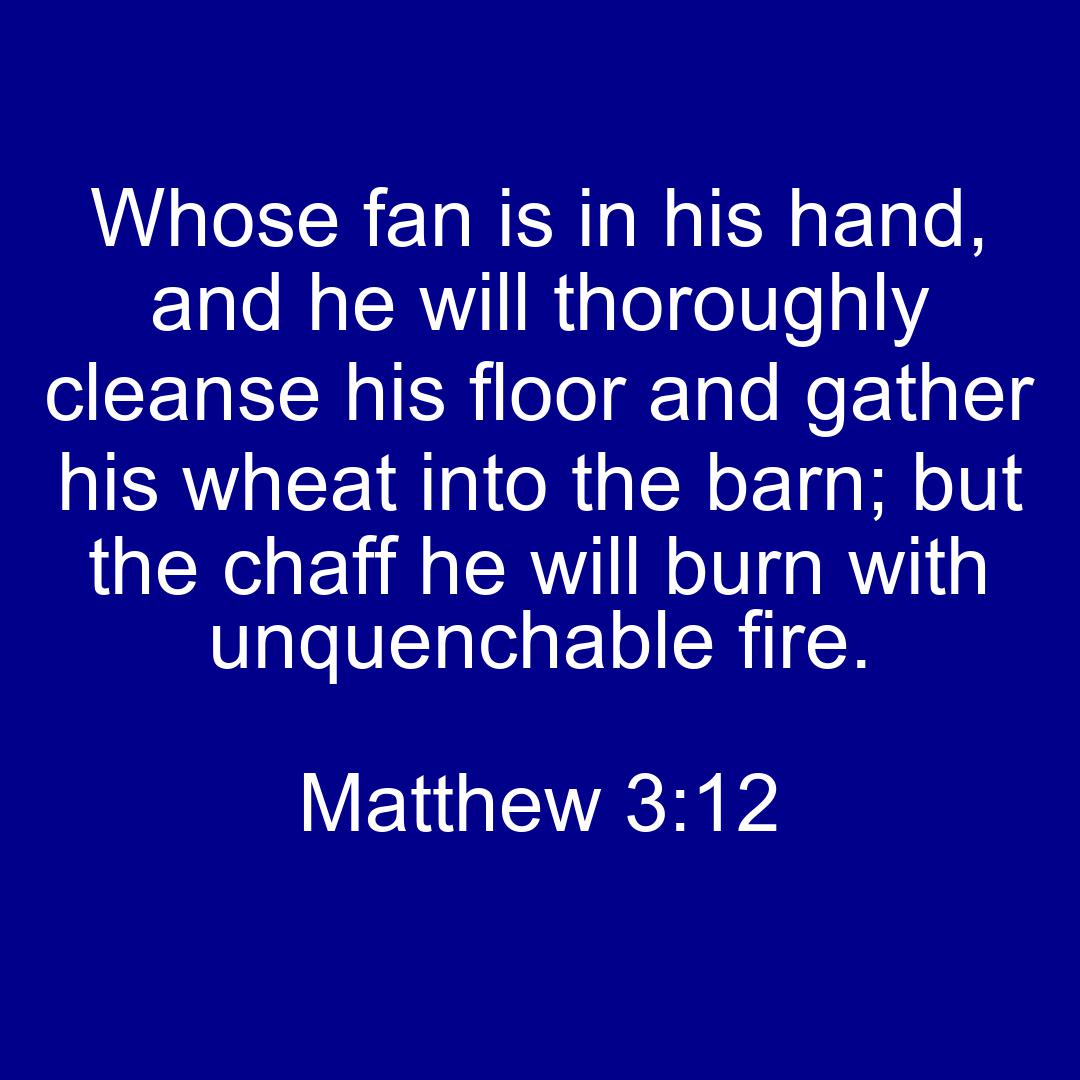 Whose fan is in his hand,
and he will thoroughly
cleanse his floor and gather
his wheat into the barn; but
the chaff he will burn with
unquenchable fire.
Matthew 3:12